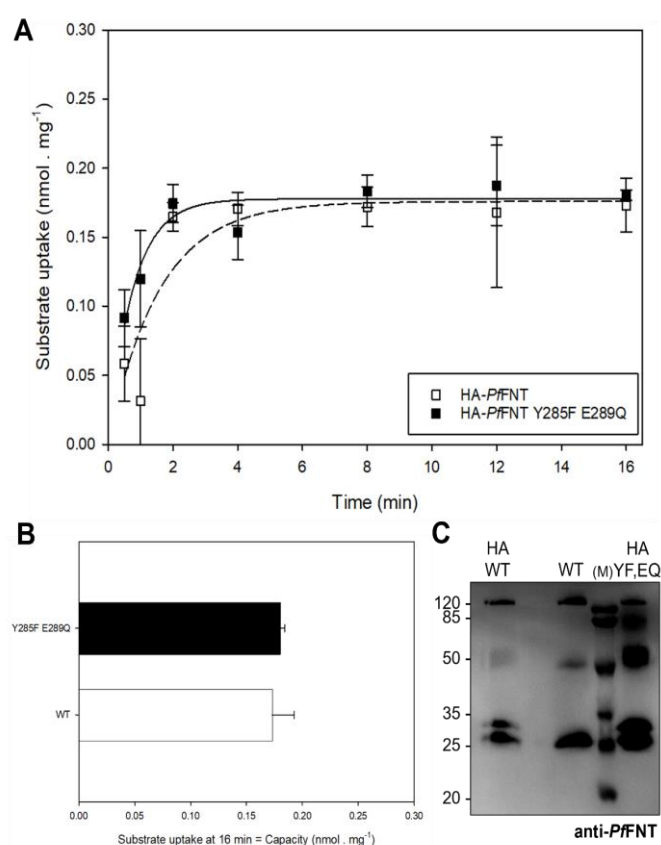 A
0.30
0.25
0.20
0.15
0.10
0.05
0.00
Substrate uptake (nmol . mg⁻¹)
HA-PfFNT
HA-PfFNT Y285F E289Q
0 2 4 6 8 10 12 14 16
Time (min)
B
Y285F E289Q
WT
0.00 0.05 0.10 0.15 0.20 0.25 0.30
Substrate uptake at 16 min = Capacity (nmol . mg⁻¹)
C
HA HA
WT WT (M) YF,EQ
120
85
50
35
25
20
anti-PfFNT